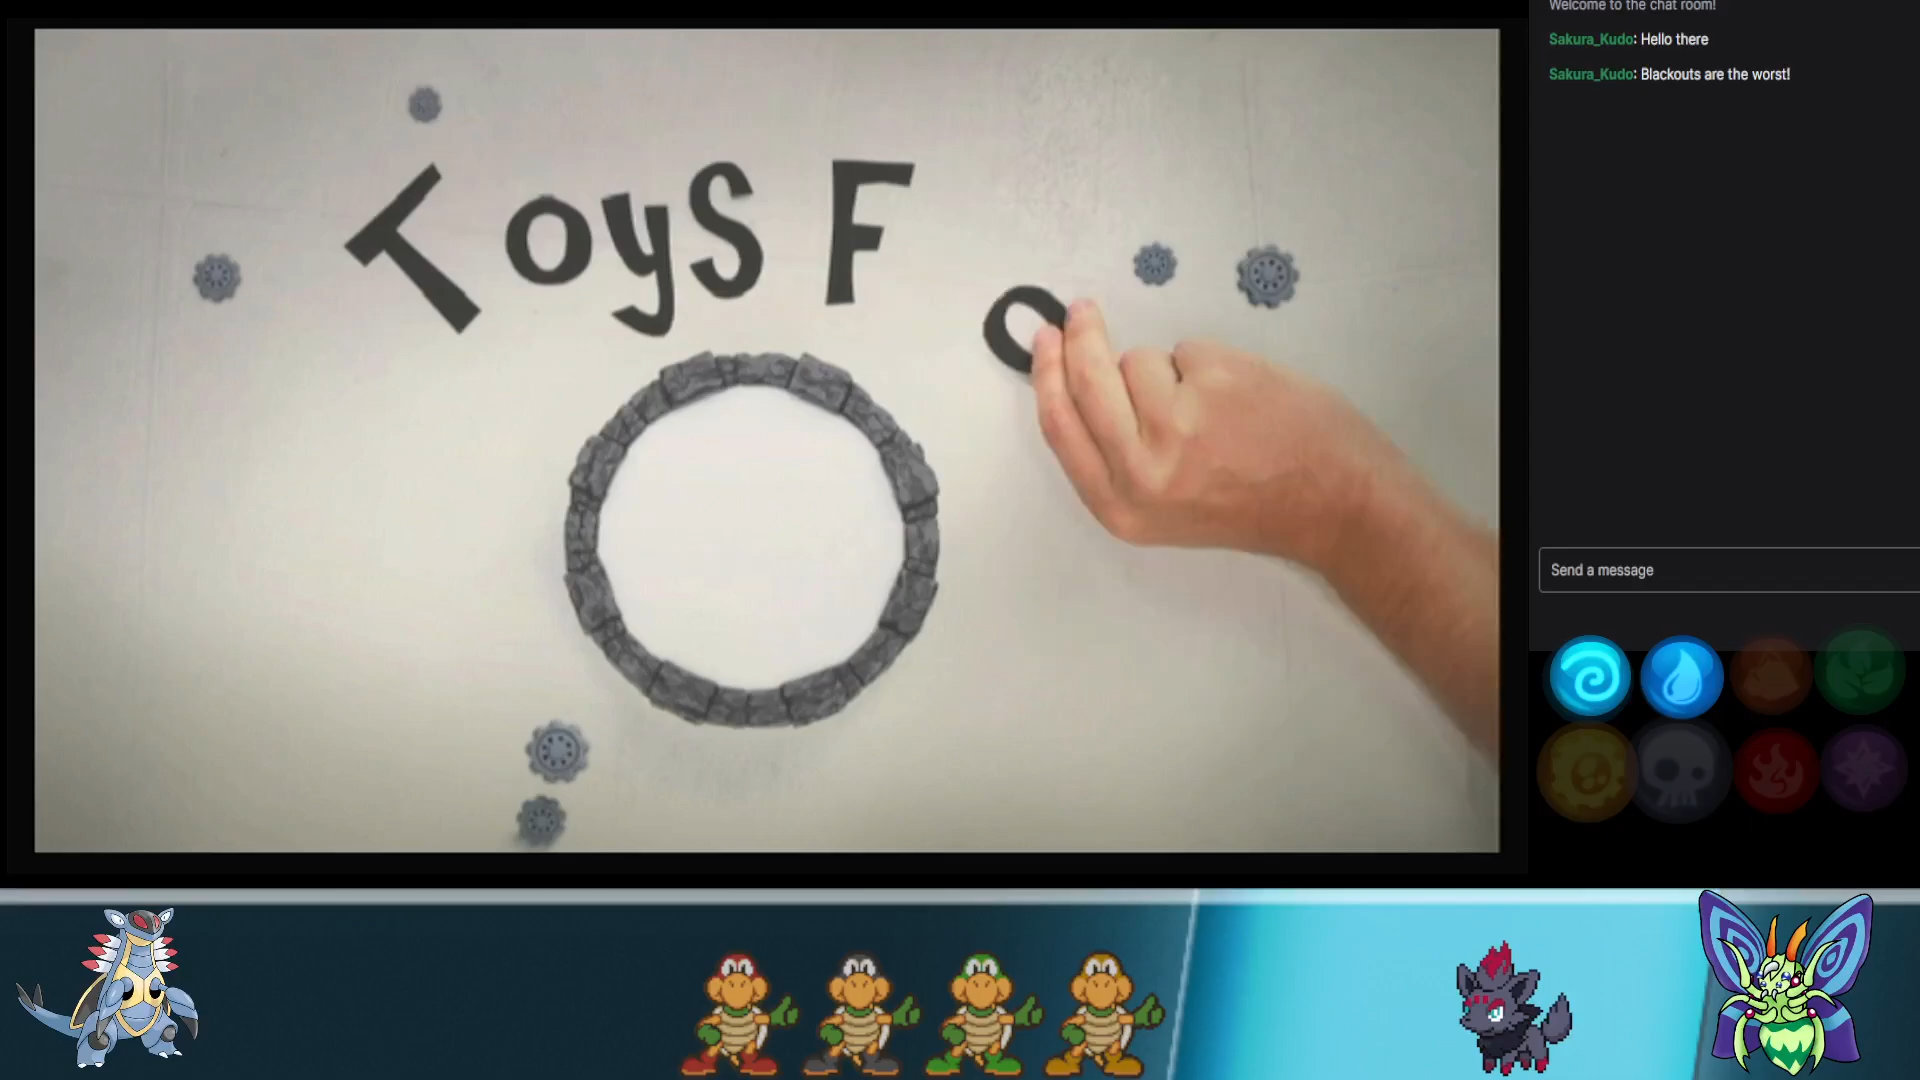 Welcome to the chat room!
Sakura_Kudo: Hello there
Sakura_Kudo: Blackouts are the worst!
Toys F o
Send a message